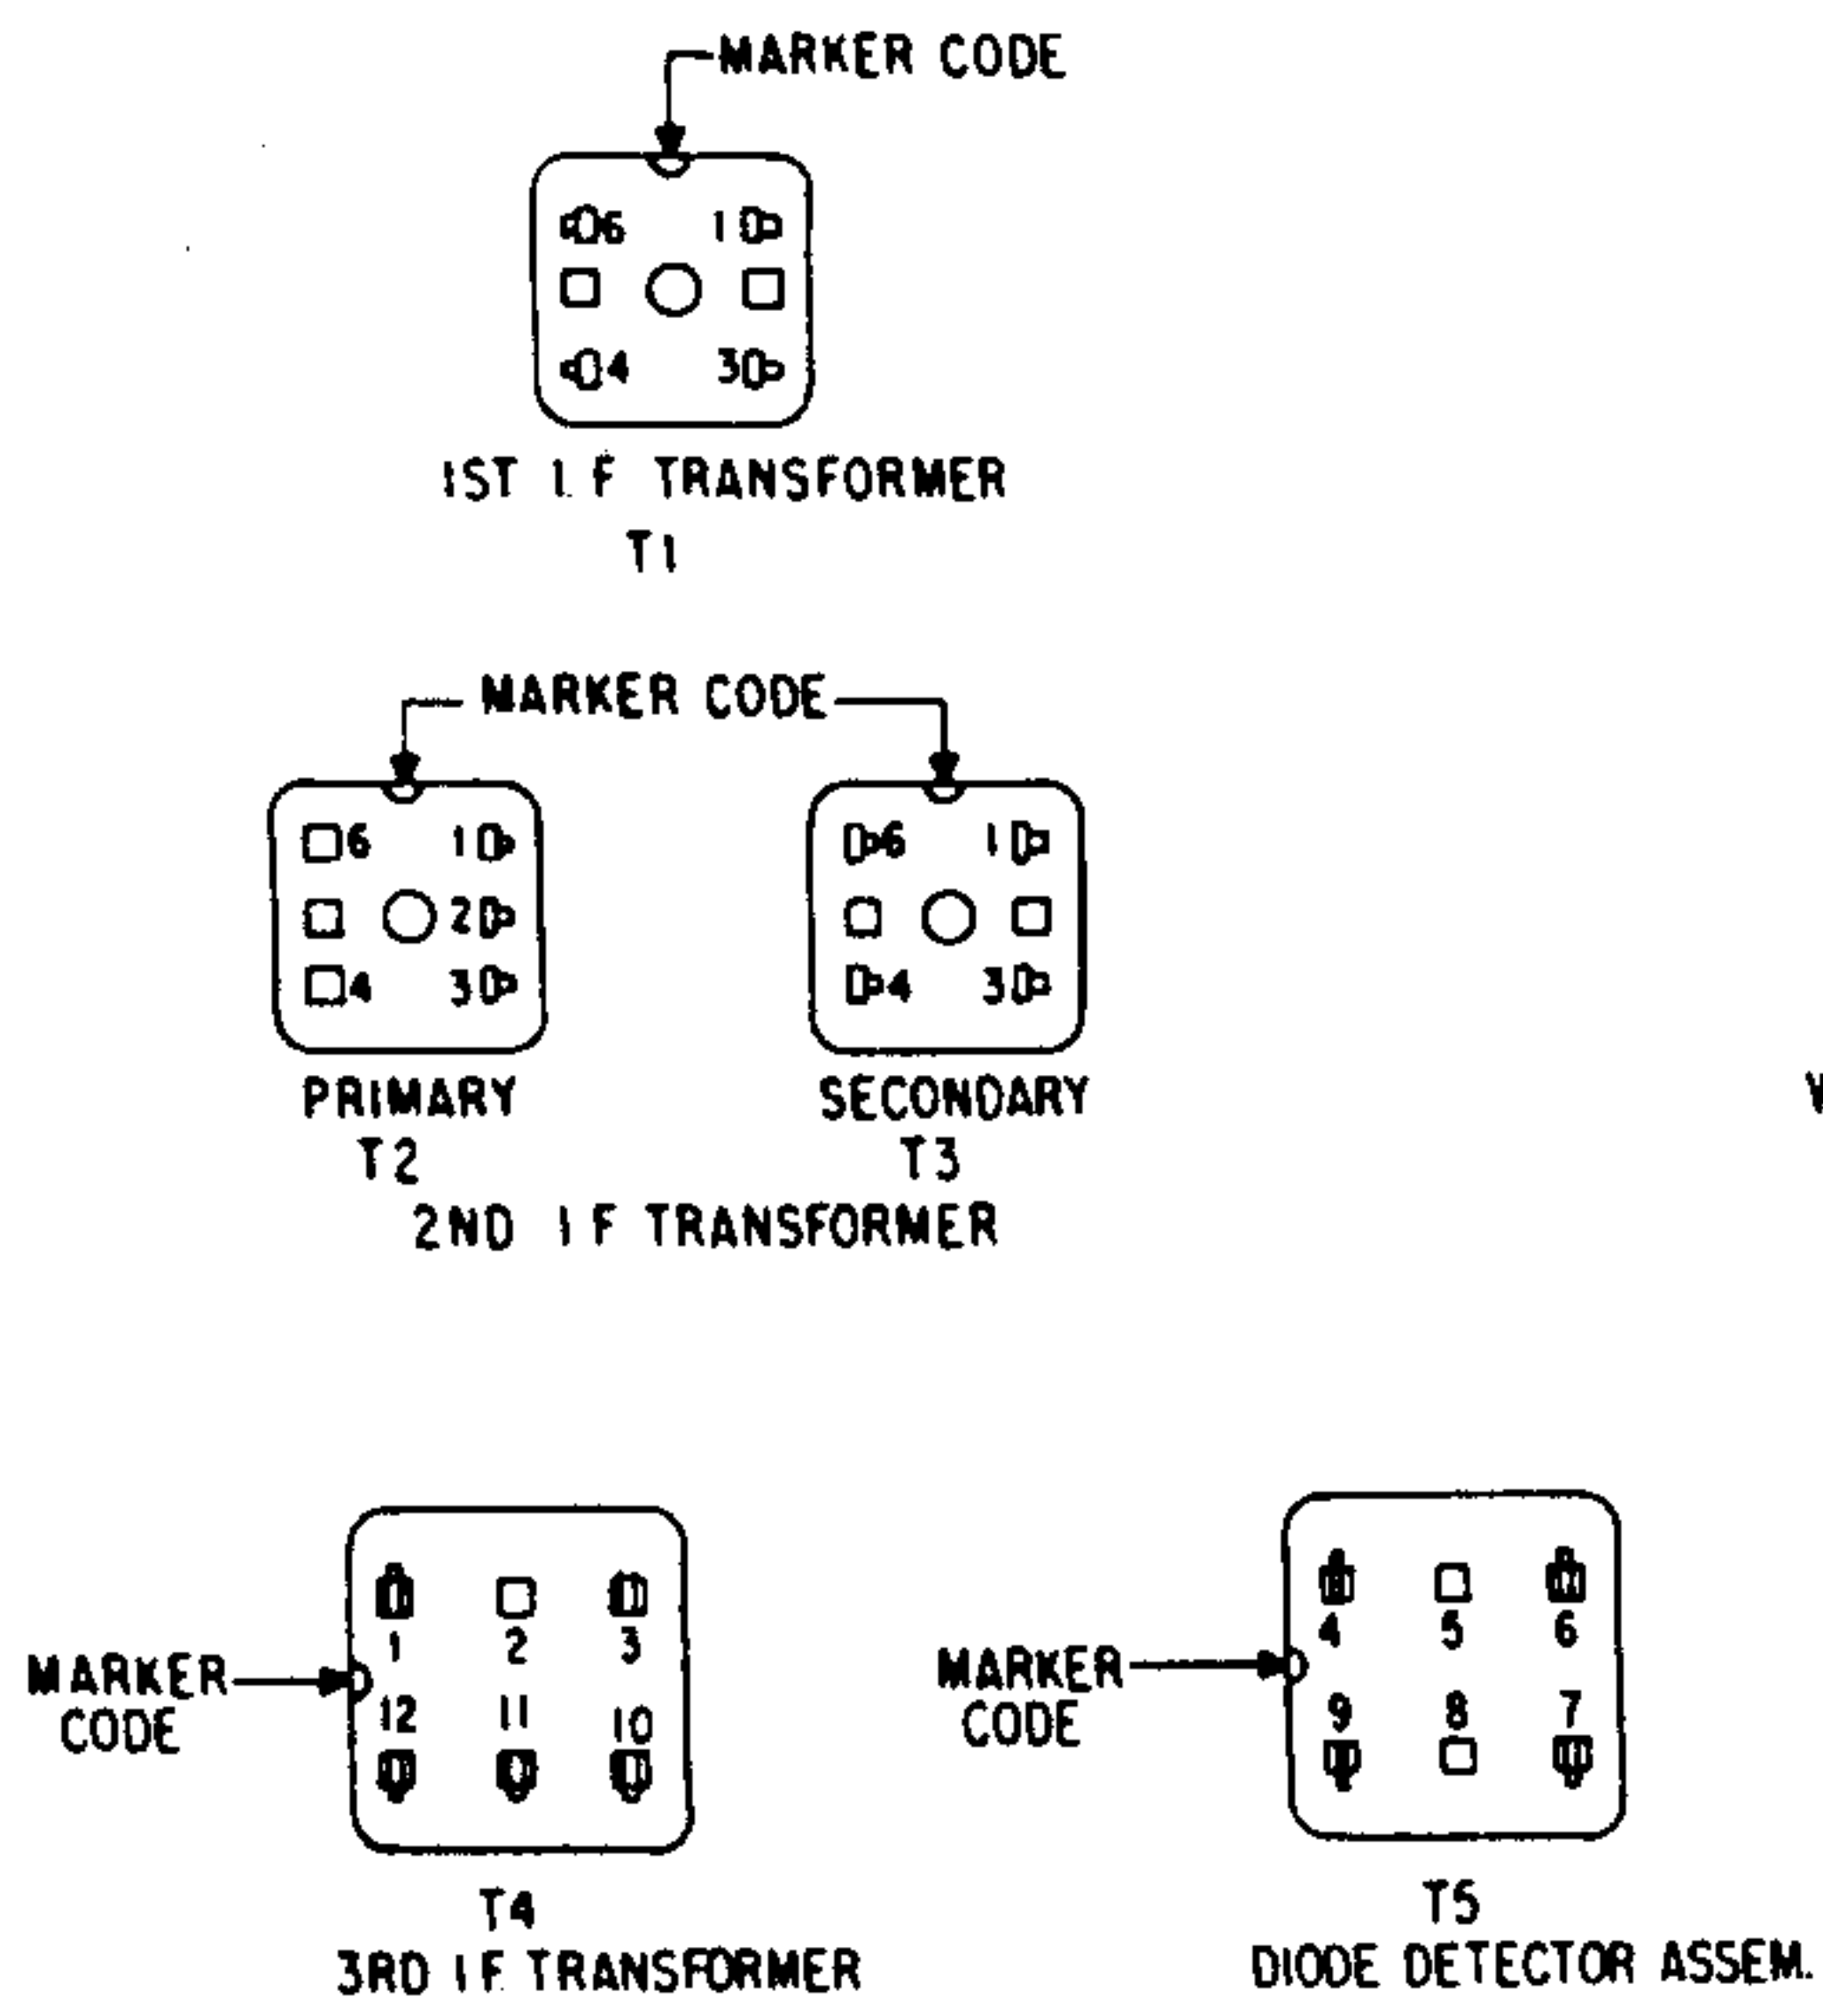 MARKER CODE
6 1
4 3
1ST I.F TRANSFORMER
T1
MARKER CODE
6 1 6 1
2
4 3 4 3
PRIMARY SECONDARY
T2 T3
2ND I F TRANSFORMER
4 5 6
1 2 3
MARKER CODE MARKER CODE
12 11 10 9 8 7
T4 T5
3RD I F TRANSFORMER DIODE DETECTOR ASSEM.